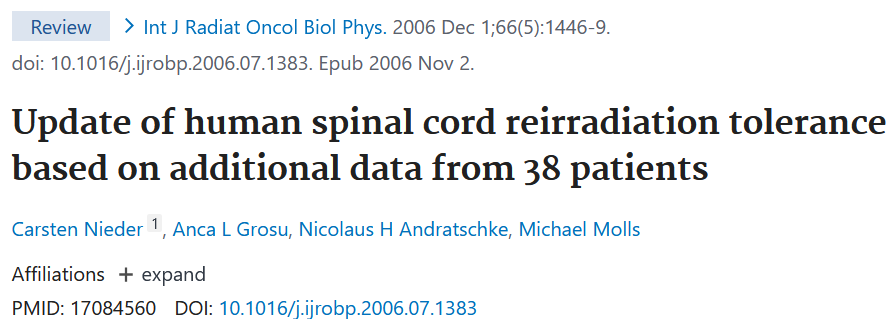 Review > Int J Radiat Oncol Biol Phys. 2006 Dec 1;66(5):1446-9.
doi: 10.1016/j.ijrobp.2006.07.1383. Epub 2006 Nov 2.
Update of human spinal cord reirradiation tolerance
based on additional data from 38 patients
Carsten Nieder 1, Anca L Grosu, Nicolaus H Andratschke, Michael Molls
Affiliations + expand
PMID: 17084560 DOI: 10.1016/j.ijrobp.2006.07.1383